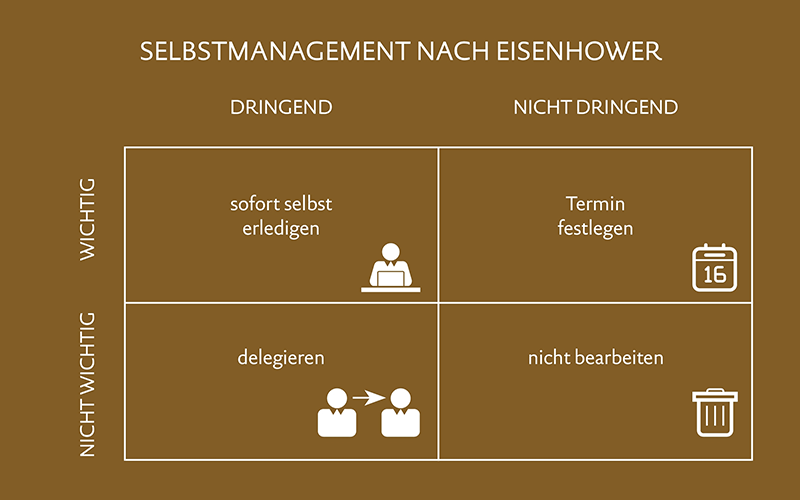 SELBSTMANAGEMENT NACH EISENHOWER
DRINGEND
NICHT DRINGEND
WICHTIG
sofort selbst
erledigen
Termin
festlegen
16
NICHT WICHTIG
delegieren
nicht bearbeiten